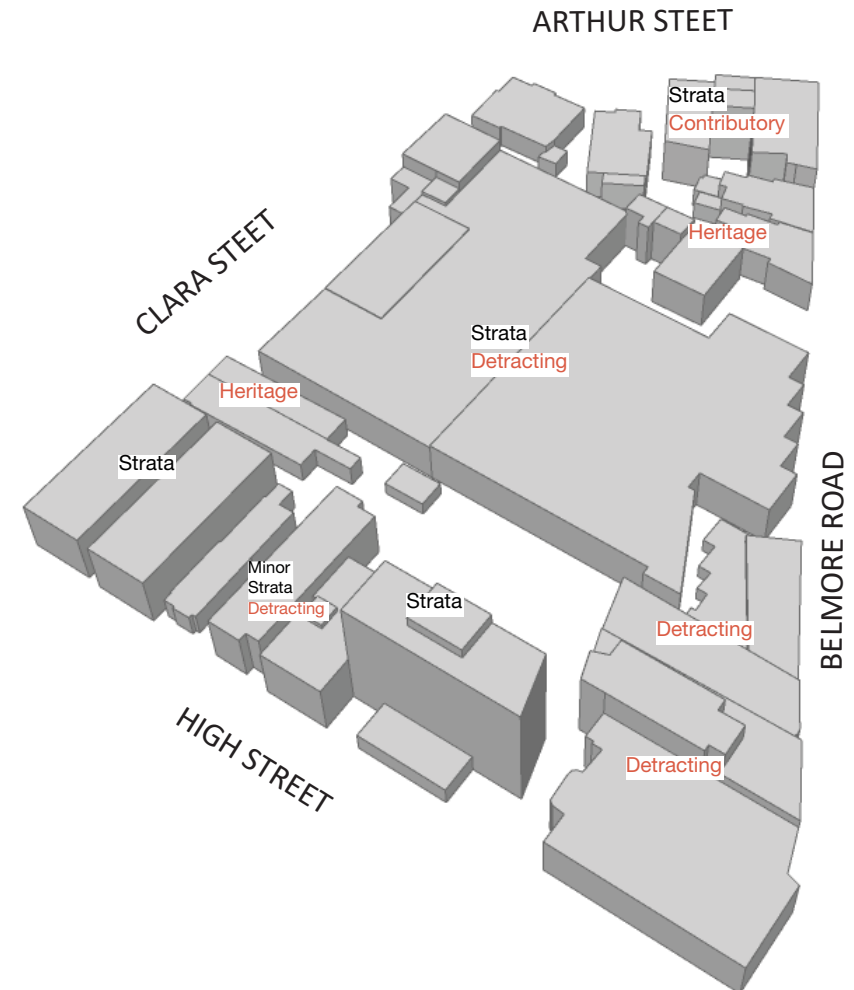 ARTHUR STEET
Strata
Contributory
Heritage
CLARA STEET
Strata
Detracting
Heritage
Strata
BELMORE ROAD
Minor
Strata
Detracting
Strata
Detracting
HIGH STREET
Detracting